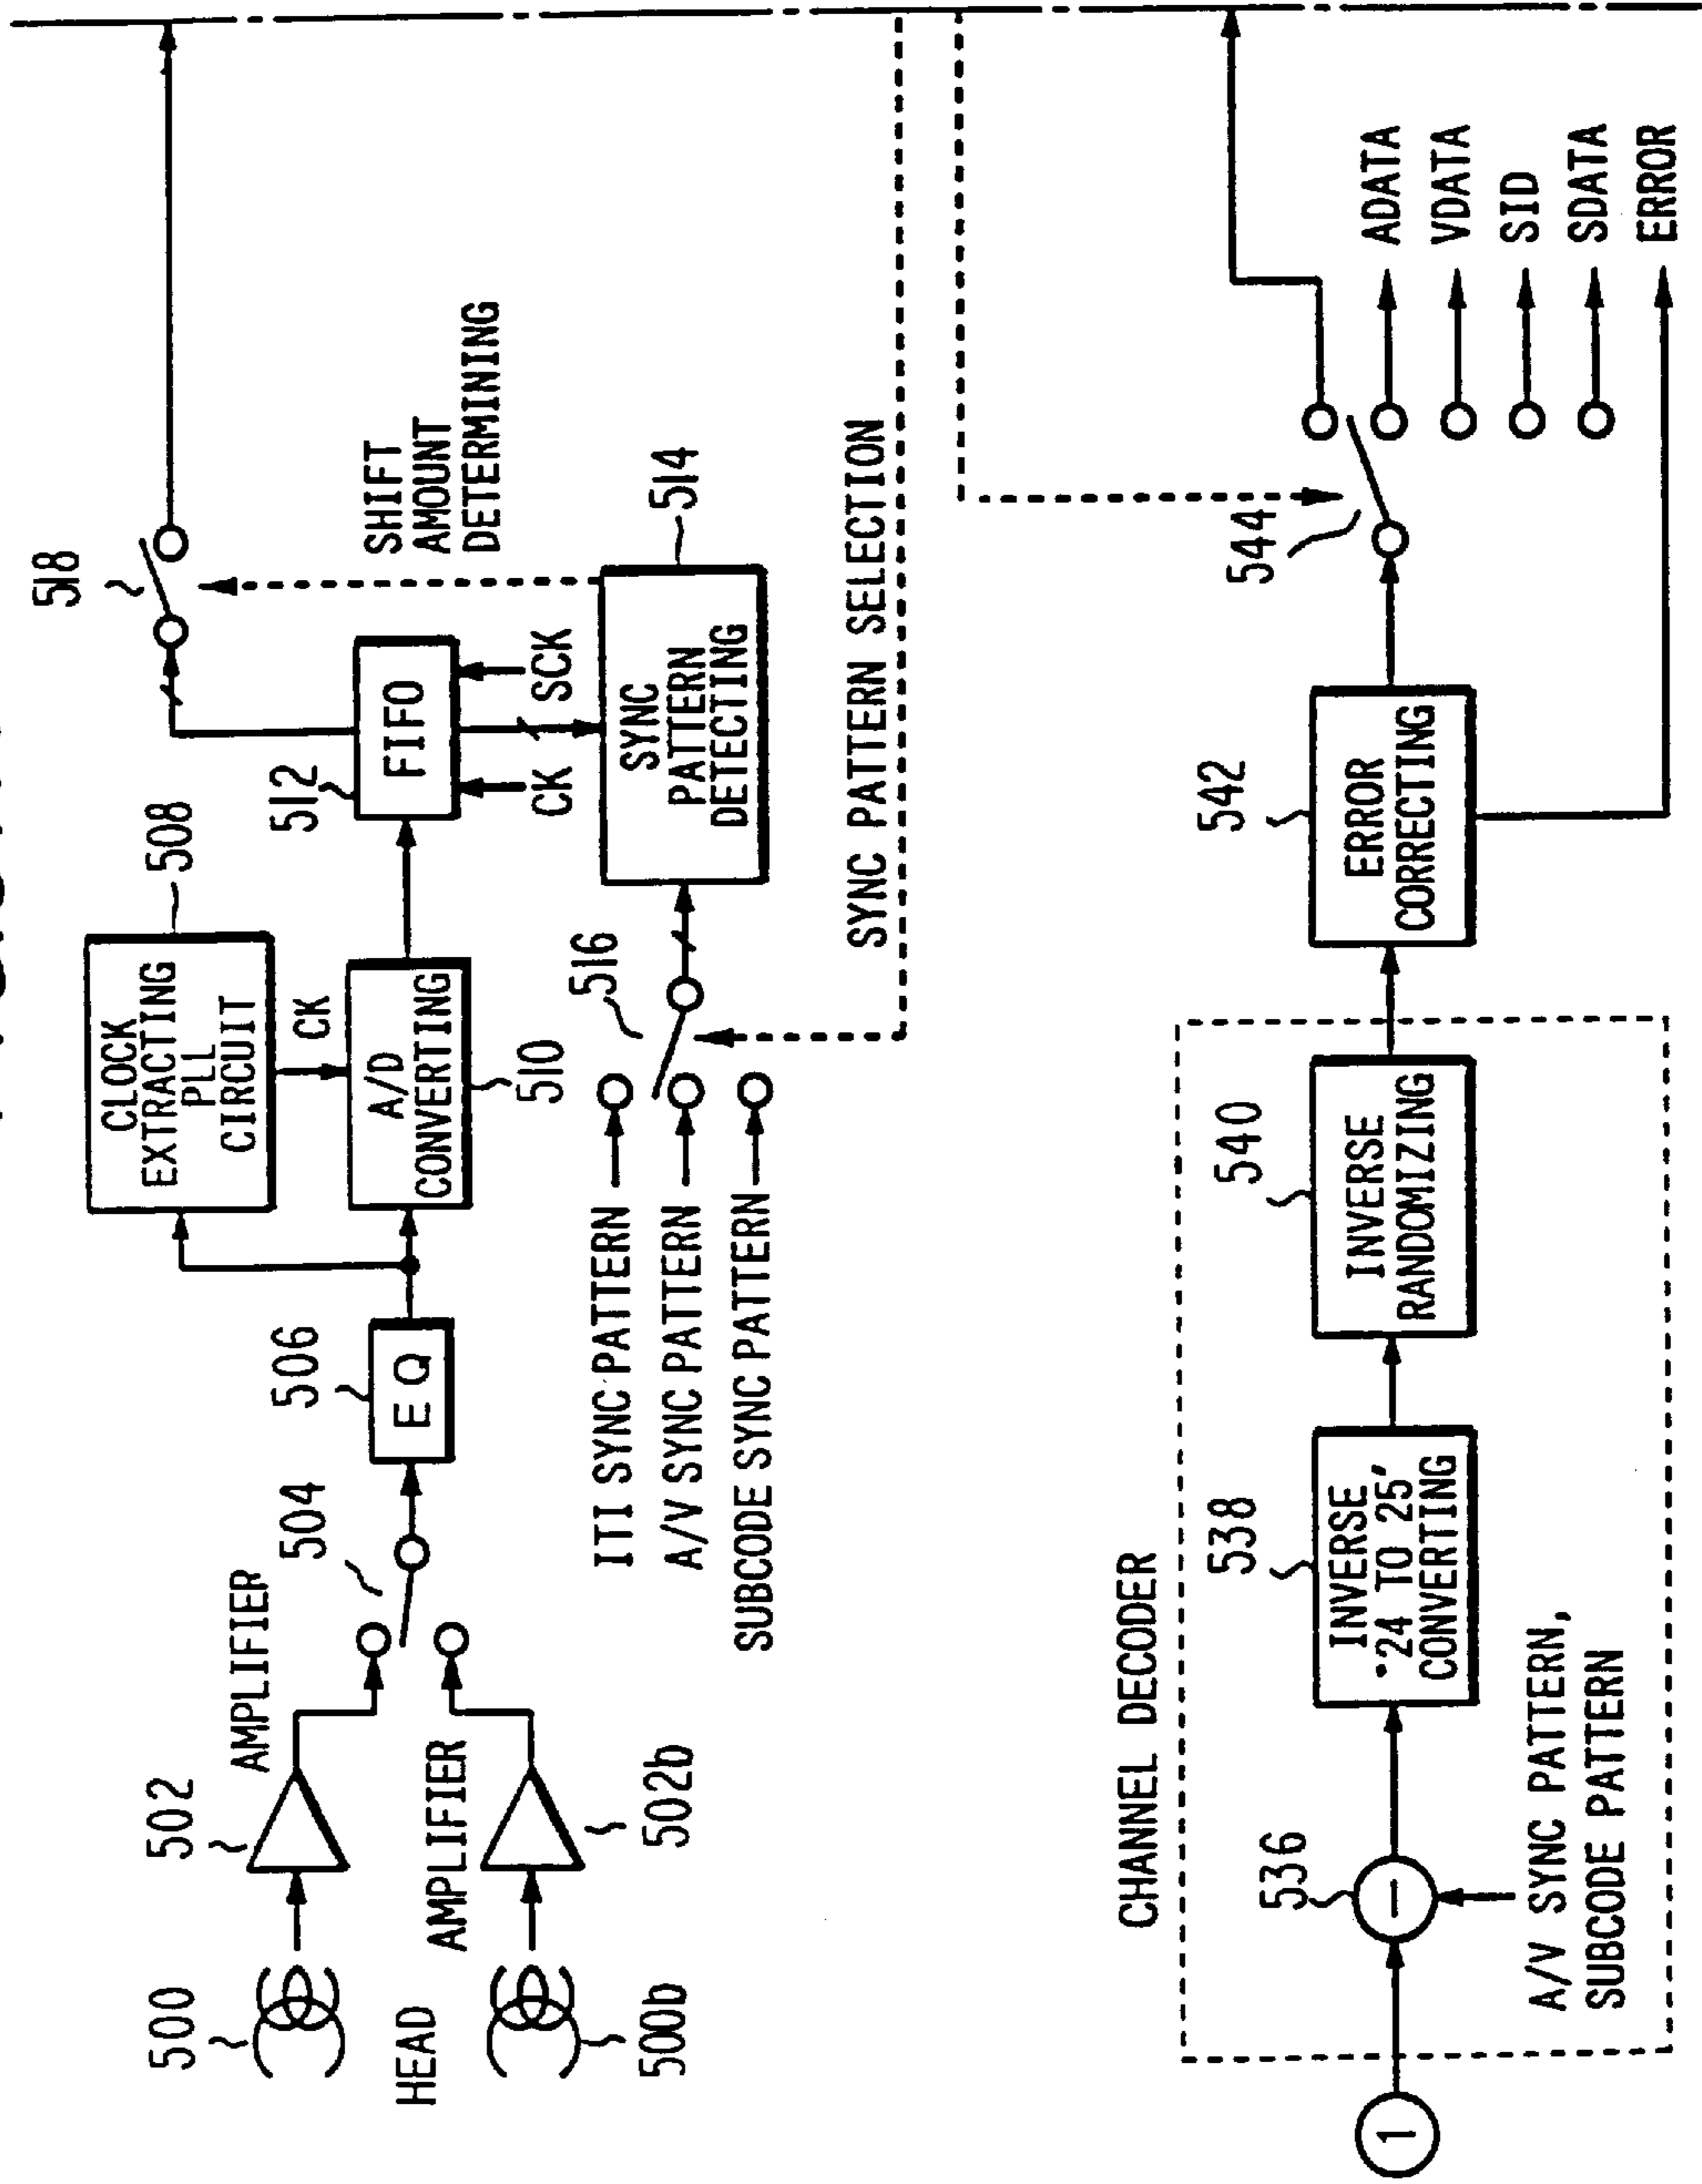 500
502
AMPLIFIER
504
506
EQ
CLOCK
EXTRACTING
PLL
CIRCUIT
508
CK
A/D
CONVERTING
510
512
FIFO
CK
SCK
518
SHIFT
AMOUNT
DETERMINING
HEAD
AMPLIFIER
500b
502b
ITI SYNC PATTERN
A/V SYNC PATTERN
SUBCODE SYNC PATTERN
516
SYNC
PATTERN
DETECTING
514
SYNC PATTERN SELECTION
CHANNEL DECODER
1
536
A/V SYNC PATTERN,
SUBCODE PATTERN
538
INVERSE
"24 TO 25'
CONVERTING
540
INVERSE
RANDOMIZING
542
ERROR
CORRECTING
544
ADATA
VDATA
SID
SDATA
ERROR